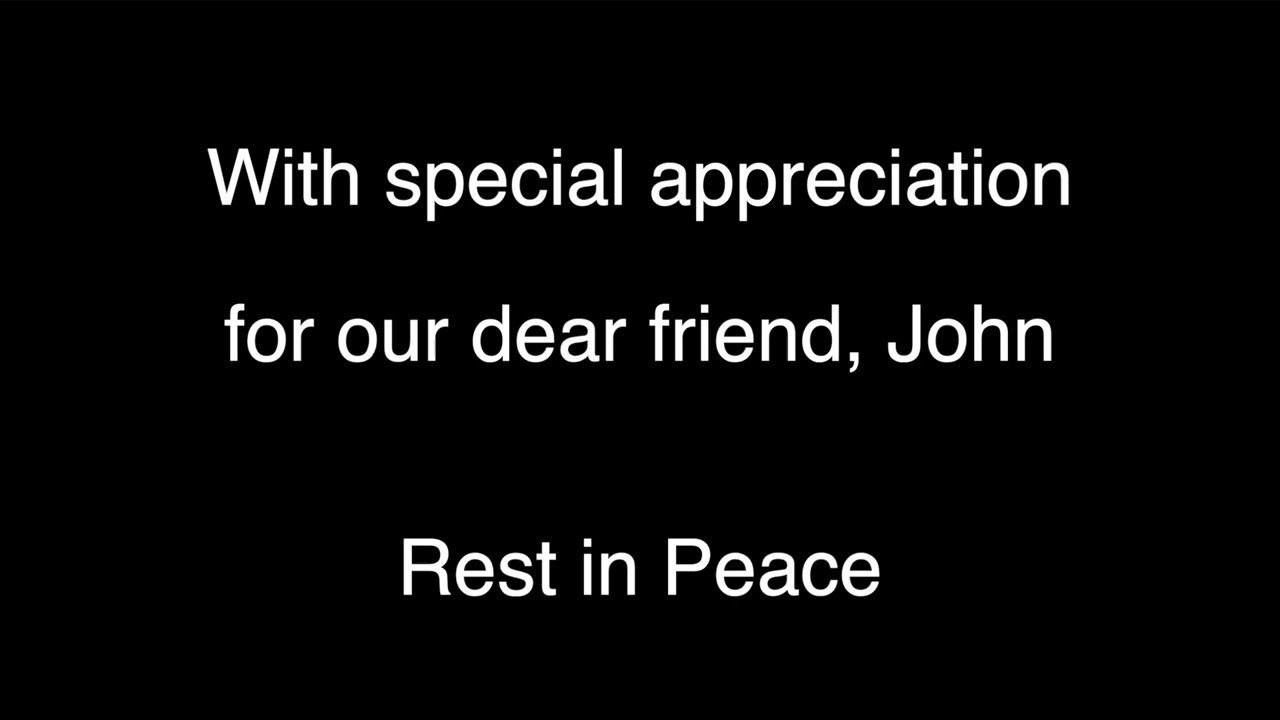 With special appreciation
for our dear friend, John
Rest in Peace